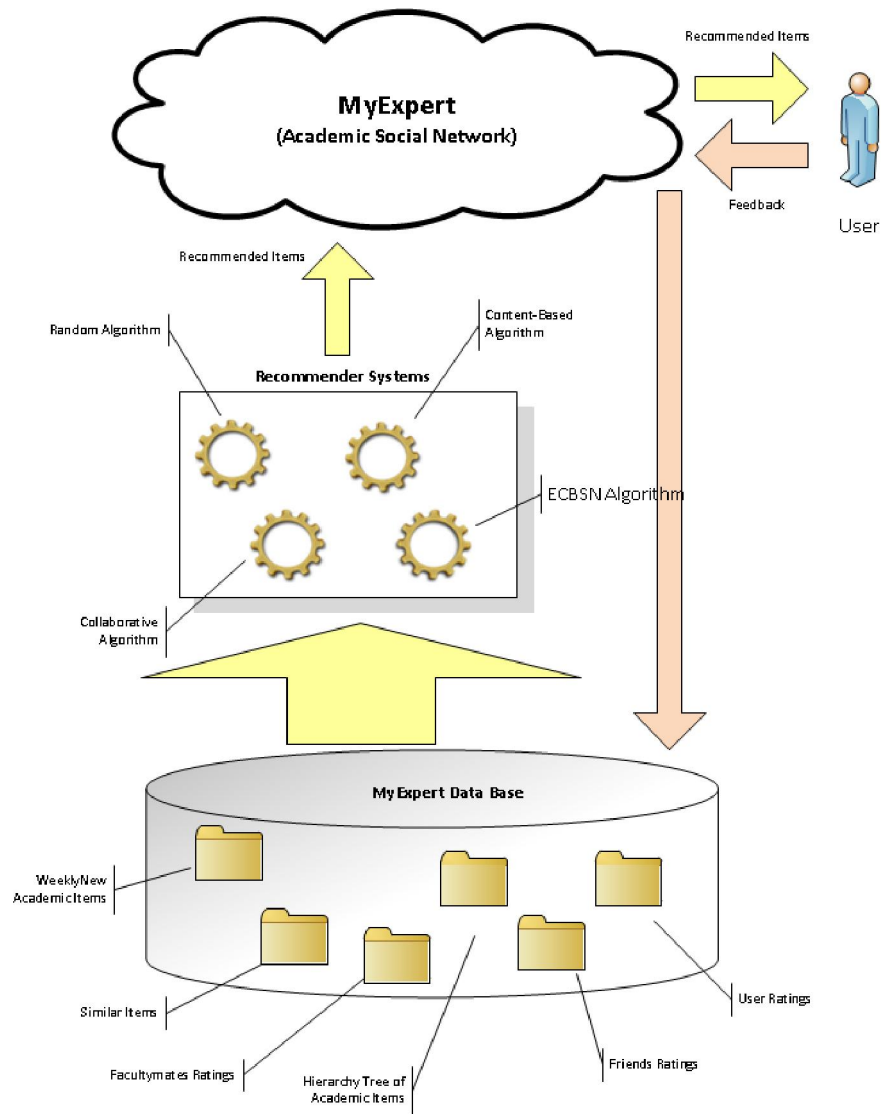 Recommended Items
MyExpert
(Academic Social Network)
Feedback
User
Recommended Items
Content-Based
Algorithm
Random Algorithm
Recommender Systems
ECBSN Algorithm
Collaborative
Algorithm
MyExpert Data Base
WeeklyNew
Academic Items
User Ratings
Similar Items
Friends Ratings
Facultymates Ratings
Hierarchy Tree of
Academic Items